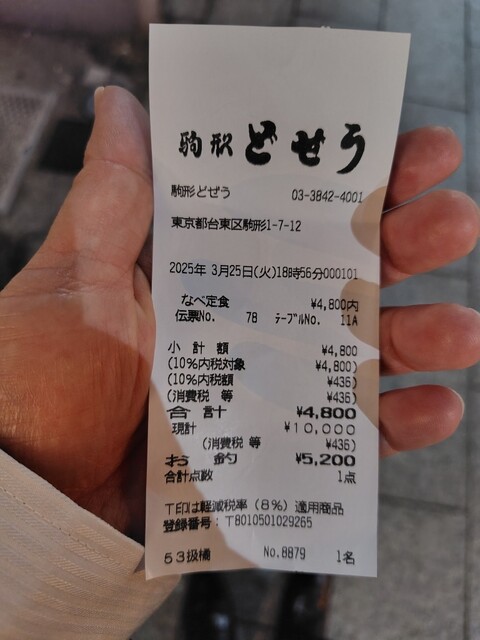 駒形 どぜう
駒形どぜう 03-3842-4001
東京都台東区駒形1-7-12
2025年 3月25日(火)18時56分000101
なべ定食 ¥4,800内
伝票No. 78 テーブルNo. 11A
小 計 額 ¥4,800
(10%内税対象 ¥4,800)
(10%内税額 ¥436)
(消費税 等 ¥436)
合 計 ¥4,800
現計 ¥10,000
(消費税 等 ¥436)
お 釣 ¥5,200
合計点数 1点
T印は軽減税率(8%)適用商品
登録番号:T8010501029265
53扱橘 No.8879 1名